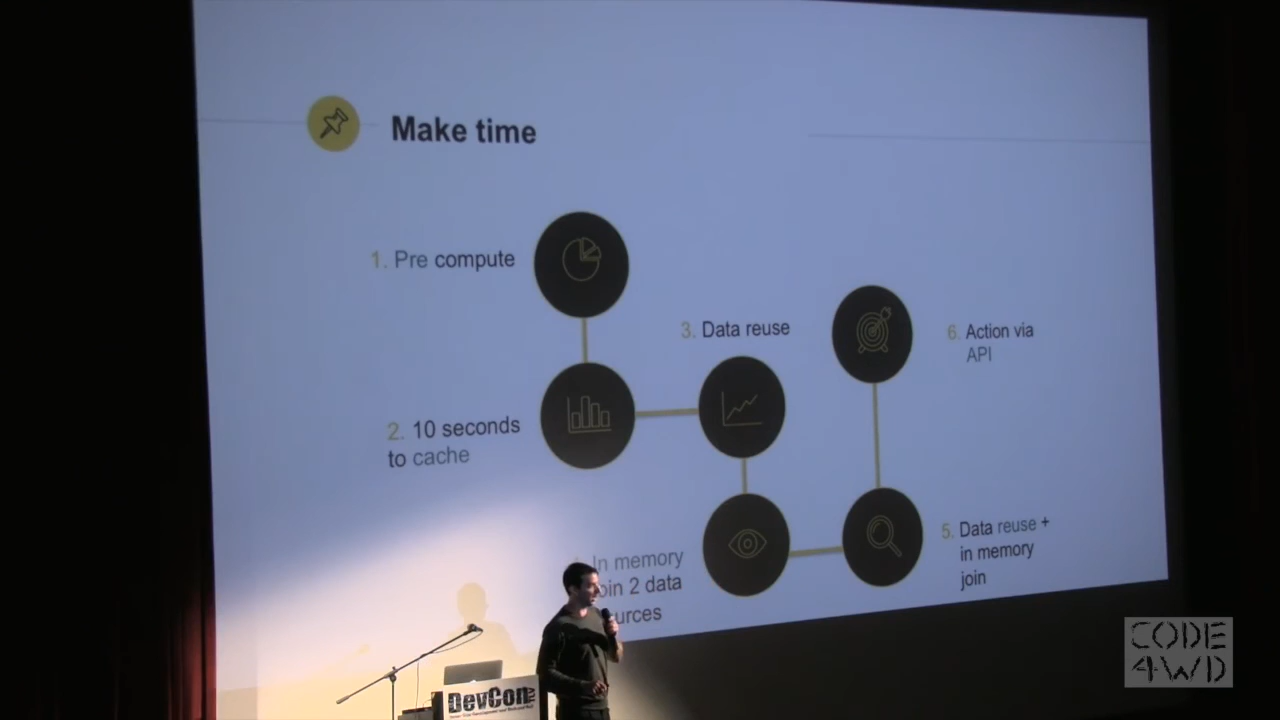 Make time
1. Pre compute
2. 10 seconds
to cache
3. Data reuse
In memory
2 data
5. Data reuse +
in memory
join
6. Action via
API
DevCon
CODE
4WD